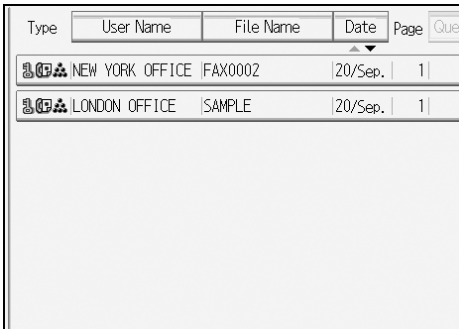 Type User Name File Name Date Page Que
NEW YORK OFFICE FAX0002 20/Sep. 1
LONDON OFFICE SAMPLE 20/Sep. 1